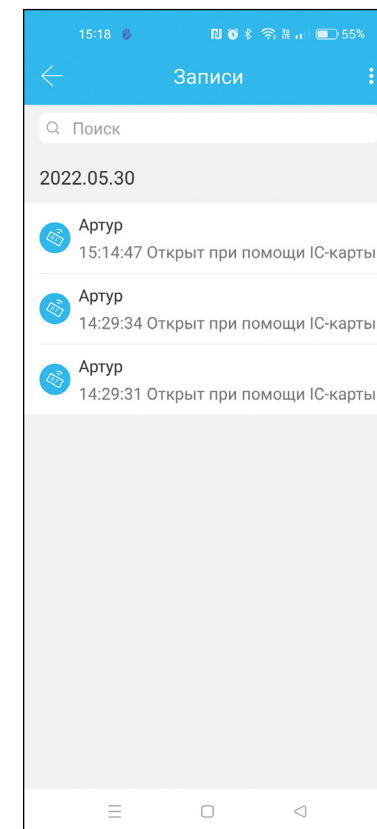 15:18 55%
Записи
Поиск
2022.05.30
Артур
15:14:47 Открыт при помощи IC-карты
Артур
14:29:34 Открыт при помощи IC-карты
Артур
14:29:31 Открыт при помощи IC-карты